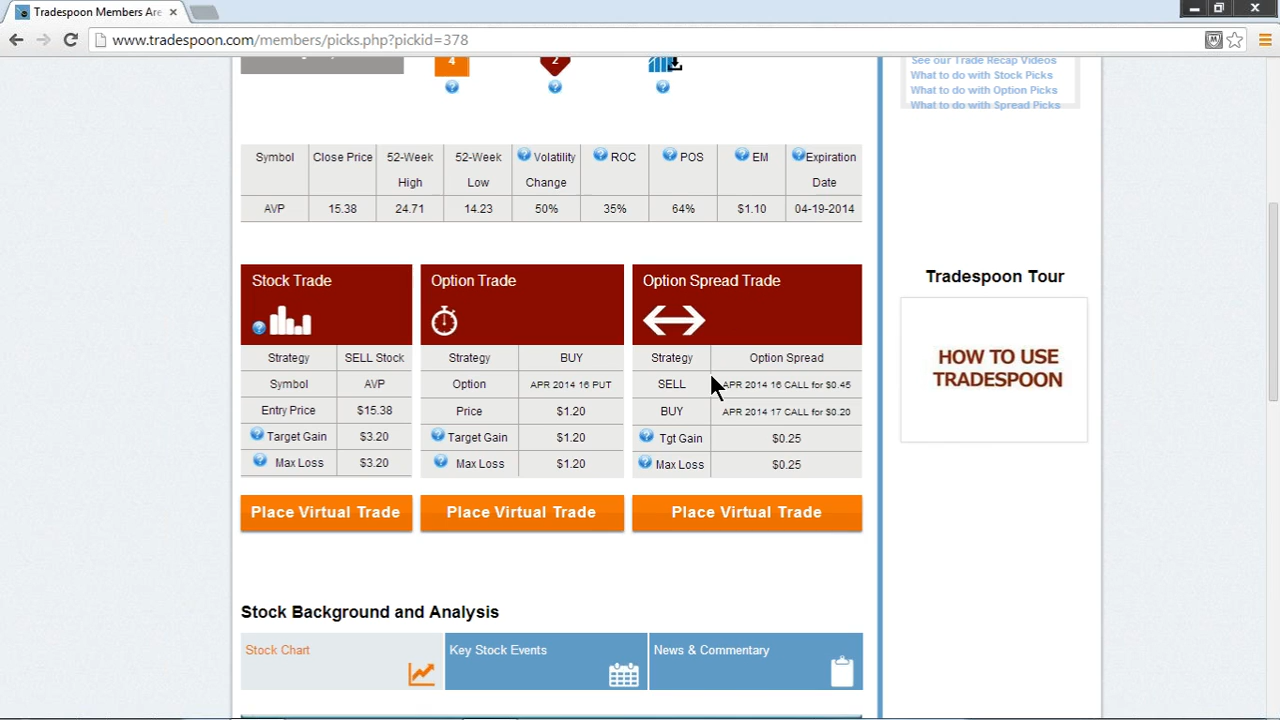 Tradespoon Members Are
www.tradespoon.com/members/picks.php?pickid=378
4
2
See our Trade Recap Videos
What to do with Stock Picks
What to do with Option Picks
What to do with Spread Picks
Symbol Close Price 52-Week High 52-Week Low Volatility Change ROC POS EM Expiration Date
AVP 15.38 24.71 14.23 50% 35% 64% $1.10 04-19-2014
Stock Trade
Strategy SELL Stock
Symbol AVP
Entry Price $15.38
Target Gain $3.20
Max Loss $3.20
Place Virtual Trade
Option Trade
Strategy BUY
Option APR 2014 16 PUT
Price $1.20
Target Gain $1.20
Max Loss $1.20
Place Virtual Trade
Option Spread Trade
Strategy Option Spread
SELL APR 2014 16 CALL for $0.45
BUY APR 2014 17 CALL for $0.20
Tgt Gain $0.25
Max Loss $0.25
Place Virtual Trade
Tradespoon Tour
HOW TO USE
TRADESPOON
Stock Background and Analysis
Stock Chart
Key Stock Events
News & Commentary